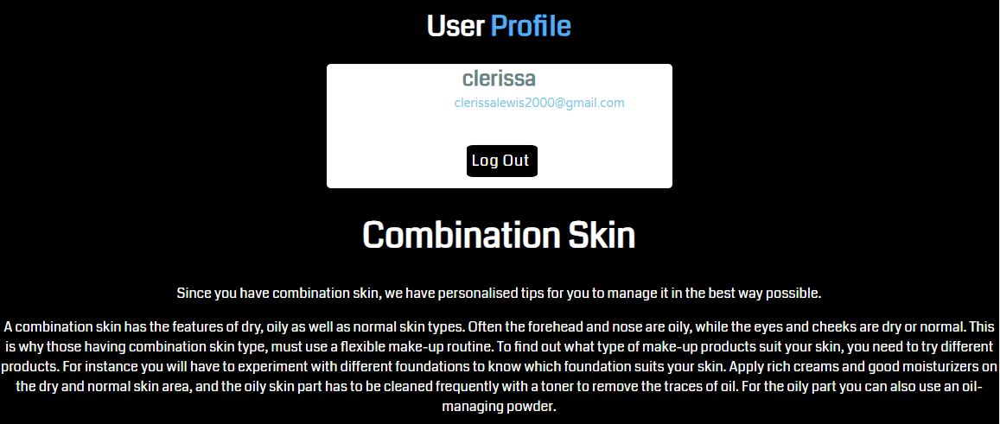 User Profile
clerissa
clerissalewis2000@gmail.com
Log Out
Combination Skin
Since you have combination skin, we have personalised tips for you to manage it in the best way possible.
A combination skin has the features of dry, oily as well as normal skin types. Often the forehead and nose are oily, while the eyes and cheeks are dry or normal. This
is why those having combination skin type, must use a flexible make-up routine. To find out what type of make-up products suit your skin, you need to try different
products. For instance you will have to experiment with different foundations to know which foundation suits your skin. Apply rich creams and good moisturizers on
the dry and normal skin area, and the oily skin part has to be cleaned frequently with a toner to remove the traces of oil. For the oily part you can also use an oil-
managing powder.